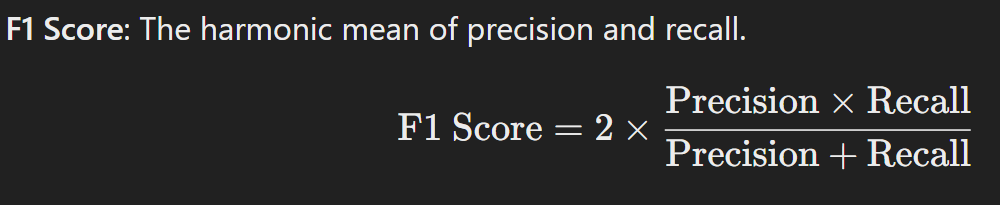 F1 Score: The harmonic mean of precision and recall.
F1 Score = 2 × Precision × Recall / Precision + Recall